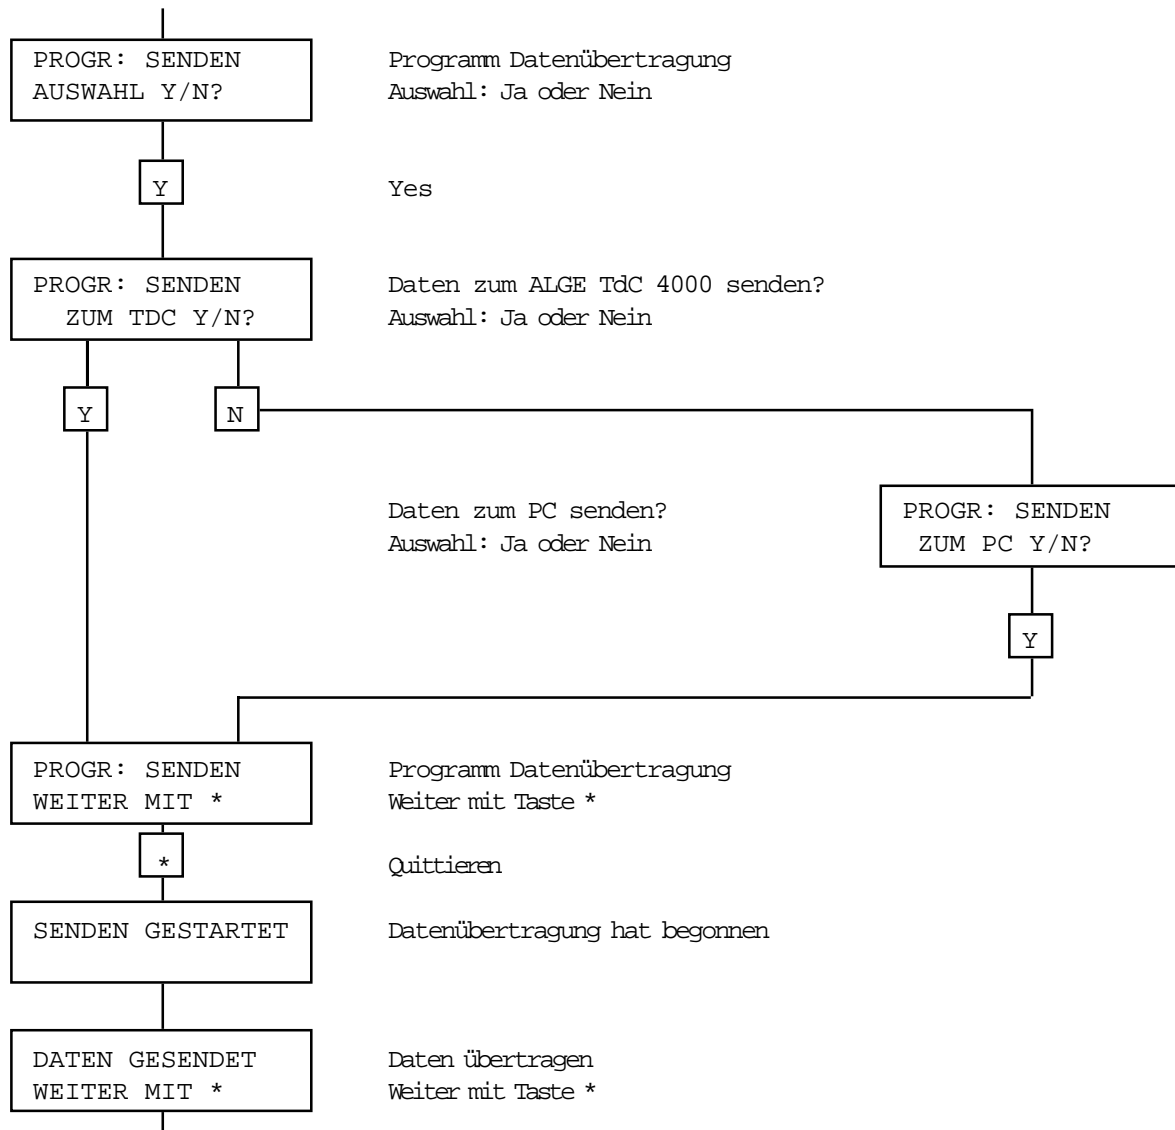 PROGR: SENDEN
AUSWAHL Y/N?
Programm Datenübertragung
Auswahl: Ja oder Nein
Y
Yes
PROGR: SENDEN
ZUM TDC Y/N?
Daten zum ALGE TdC 4000 senden?
Auswahl: Ja oder Nein
Y
N
Daten zum PC senden?
Auswahl: Ja oder Nein
PROGR: SENDEN
ZUM PC Y/N?
Y
PROGR: SENDEN
WEITER MIT *
Programm Datenübertragung
Weiter mit Taste *
*
Quittieren
SENDEN GESTARTET
Datenübertragung hat begonnen
DATEN GESENDET
WEITER MIT *
Daten übertragen
Weiter mit Taste *